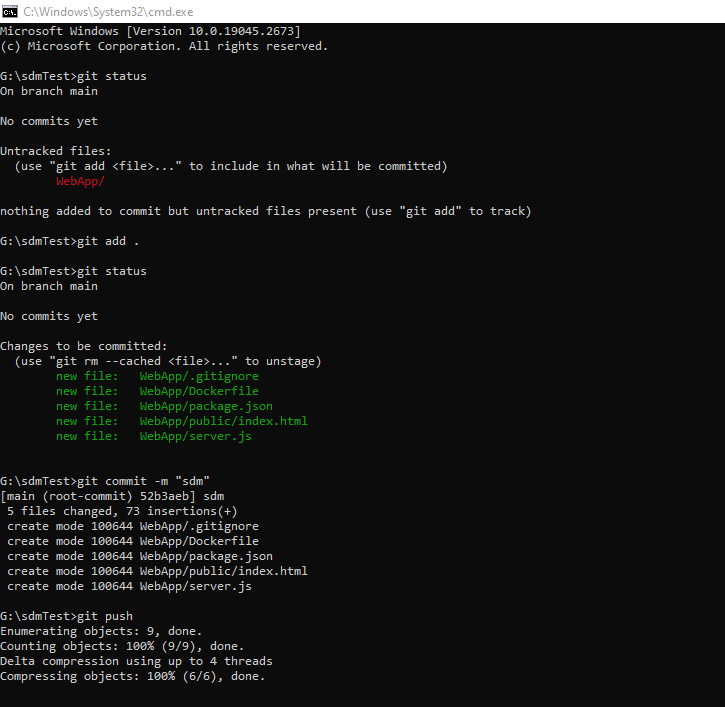 C:\Windows\System32\cmd.exe
Microsoft Windows [Version 10.0.19045.2673]
(c) Microsoft Corporation. All rights reserved.
G:\sdmTest>git status
On branch main
No commits yet
Untracked files:
  (use "git add <file>..." to include in what will be committed)
        WebApp/
nothing added to commit but untracked files present (use "git add" to track)
G:\sdmTest>git add .
G:\sdmTest>git status
On branch main
No commits yet
Changes to be committed:
  (use "git rm --cached <file>..." to unstage)
        new file:   WebApp/.gitignore
        new file:   WebApp/Dockerfile
        new file:   WebApp/package.json
        new file:   WebApp/public/index.html
        new file:   WebApp/server.js
G:\sdmTest>git commit -m "sdm"
[main (root-commit) 52b3aeb] sdm
 5 files changed, 73 insertions(+)
 create mode 100644 WebApp/.gitignore
 create mode 100644 WebApp/Dockerfile
 create mode 100644 WebApp/package.json
 create mode 100644 WebApp/public/index.html
 create mode 100644 WebApp/server.js
G:\sdmTest>git push
Enumerating objects: 9, done.
Counting objects: 100% (9/9), done.
Delta compression using up to 4 threads
Compressing objects: 100% (6/6), done.